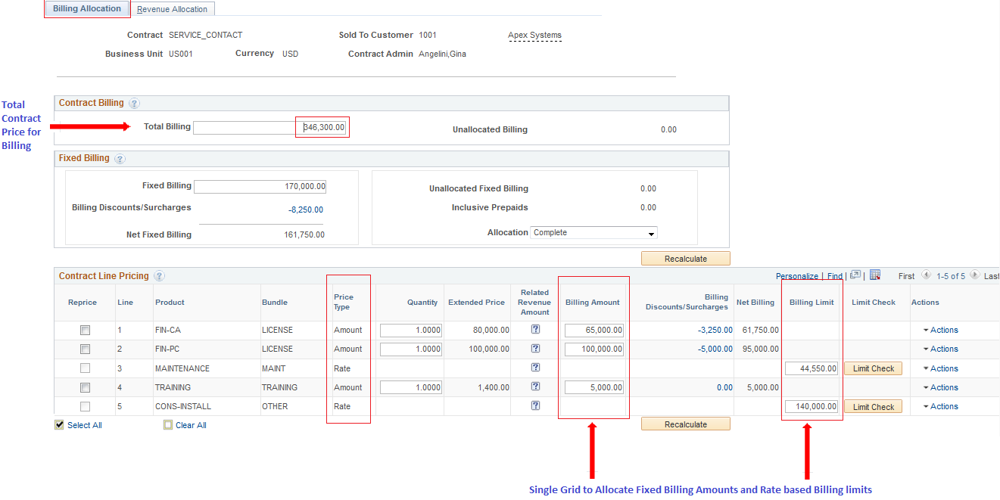 Billing Allocation Revenue Allocation
Contract SERVICE_CONTACT Sold To Customer 1001 Apex Systems
Business Unit US001 Currency USD Contract Admin Angelini,Gina
Total
Contract
Price for
Billing
Contract Billing ?
Total Billing 346,300.00 Unallocated Billing 0.00
Fixed Billing ?
Fixed Billing 170,000.00 Unallocated Fixed Billing 0.00
Billing Discounts/Surcharges -8,250.00 Inclusive Prepaids 0.00
Net Fixed Billing 161,750.00 Allocation Complete
Recalculate
Contract Line Pricing ? Personalize | Find | | First 1-5 of 5 Last
Reprice Line Product Bundle Price Type Quantity Extended Price Related Revenue Amount Billing Amount Billing Discounts/Surcharges Net Billing Billing Limit Limit Check Actions
1 FIN-CA LICENSE Amount 1.0000 80,000.00 ? 65,000.00 -3,250.00 61,750.00 Actions
2 FIN-PC LICENSE Amount 1.0000 100,000.00 ? 100,000.00 -5,000.00 95,000.00 Actions
3 MAINTENANCE MAINT Rate ? 44,550.00 Limit Check Actions
4 TRAINING TRAINING Amount 1.0000 1,400.00 ? 5,000.00 0.00 5,000.00 Actions
5 CONS-INSTALL OTHER Rate ? 140,000.00 Limit Check Actions
Select All Clear All Recalculate
Single Grid to Allocate Fixed Billing Amounts and Rate based Billing limits